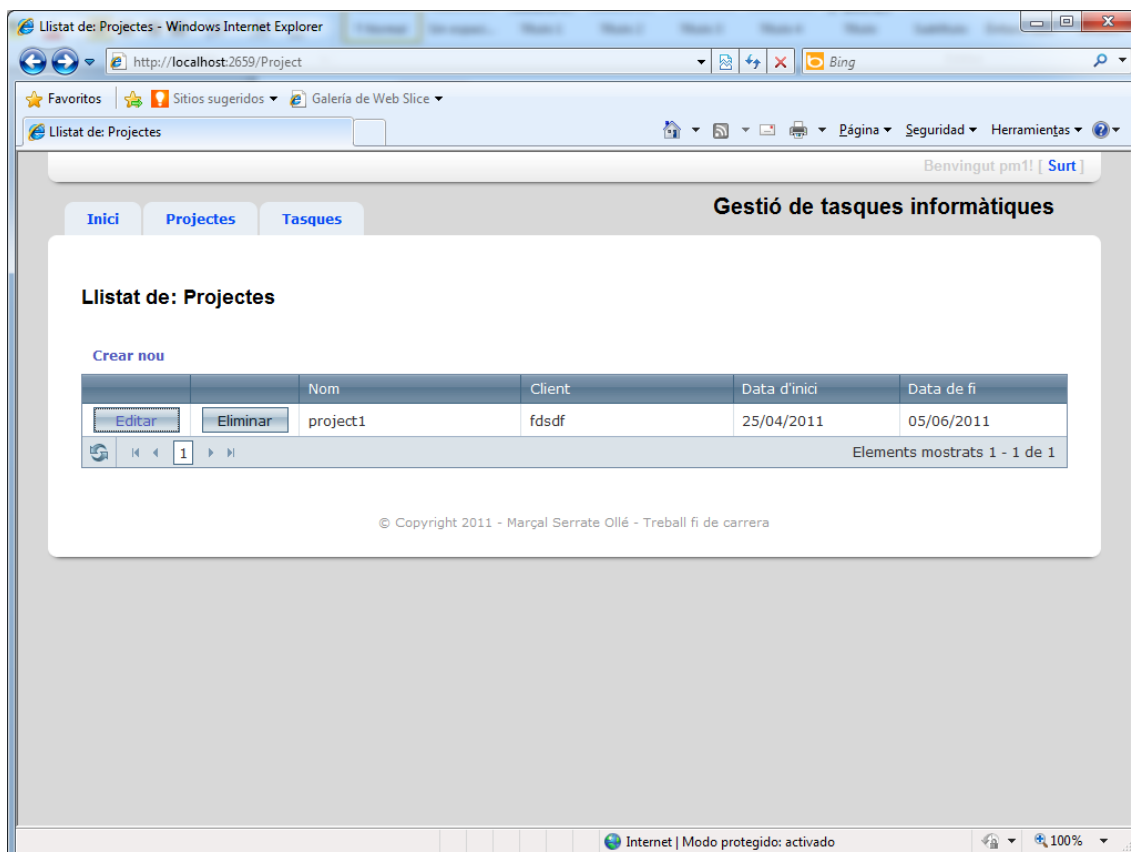 Llistat de: Projectes - Windows Internet Explorer
http://localhost:2659/Project
Bing
Favoritos Sitios sugeridos Galería de Web Slice
Llistat de: Projectes Página Seguridad Herramientas
Benvingut pm1! [ Surt ]
Inici Projectes Tasques Gestió de tasques informàtiques
Llistat de: Projectes
Crear nou
Nom Client Data d'inici Data de fi
Editar Eliminar project1 fdsdf 25/04/2011 05/06/2011
1 Elements mostrats 1 - 1 de 1
© Copyright 2011 - Marçal Serrate Ollé - Treball fi de carrera
Internet | Modo protegido: activado 100%